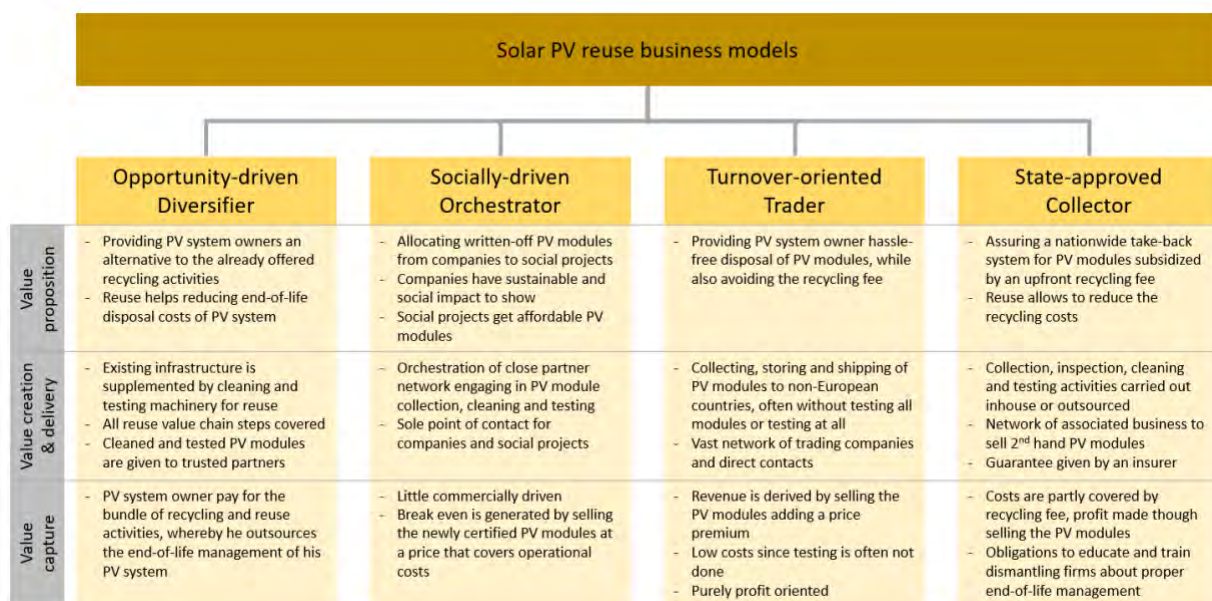 Solar PV reuse business models
Opportunity-driven
Diversifier
Socially-driven
Orchestrator
Turnover-oriented
Trader
State-approved
Collector
Value
proposition
- Providing PV system owners an
alternative to the already offered
recycling activities
- Reuse helps reducing end-of-life
disposal costs of PV system
- Allocating written-off PV modules
from companies to social projects
- Companies have sustainable and
social impact to show
- Social projects get affordable PV
modules
- Providing PV system owner hassle-
free disposal of PV modules, while
also avoiding the recycling fee
- Assuring a nationwide take-back
system for PV modules subsidized
by an upfront recycling fee
- Reuse allows to reduce the
recycling costs
Value creation
& delivery
- Existing infrastructure is
supplemented by cleaning and
testing machinery for reuse
- All reuse value chain steps covered
- Cleaned and tested PV modules
are given to trusted partners
- Orchestration of close partner
network engaging in PV module
collection, cleaning and testing
- Sole point of contact for
companies and social projects
- Collecting, storing and shipping of
PV modules to non-European
countries, often without testing all
modules or testing at all
- Vast network of trading companies
and direct contacts
- Collection, inspection, cleaning
and testing activities carried out
inhouse or outsourced
- Network of associated business to
sell 2nd hand PV modules
- Guarantee given by an insurer
Value
capture
- PV system owner pay for the
bundle of recycling and reuse
activities, whereby he outsources
the end-of-life management of his
PV system
- Little commercially driven
- Break even is generated by selling
the newly certified PV modules at
a price that covers operational
costs
- Revenue is derived by selling the
PV modules adding a price
premium
- Low costs since testing is often not
done
- Purely profit oriented
- Costs are partly covered by
recycling fee, profit made though
selling the PV modules
- Obligations to educate and train
dismantling firms about proper
end-of-life management